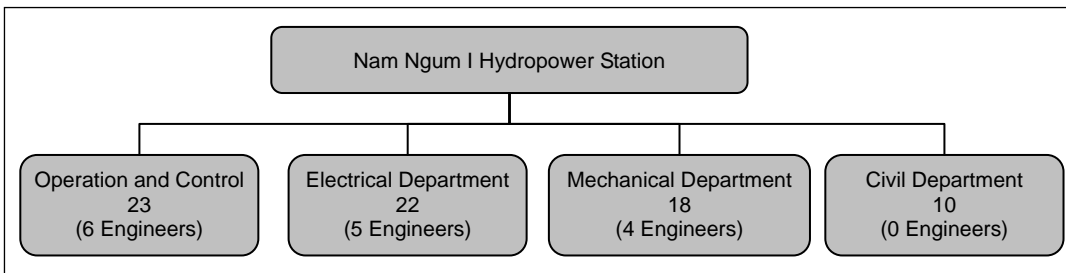 Nam Ngum I Hydropower Station
Operation and Control
23
(6 Engineers)
Electrical Department
22
(5 Engineers)
Mechanical Department
18
(4 Engineers)
Civil Department
10
(0 Engineers)